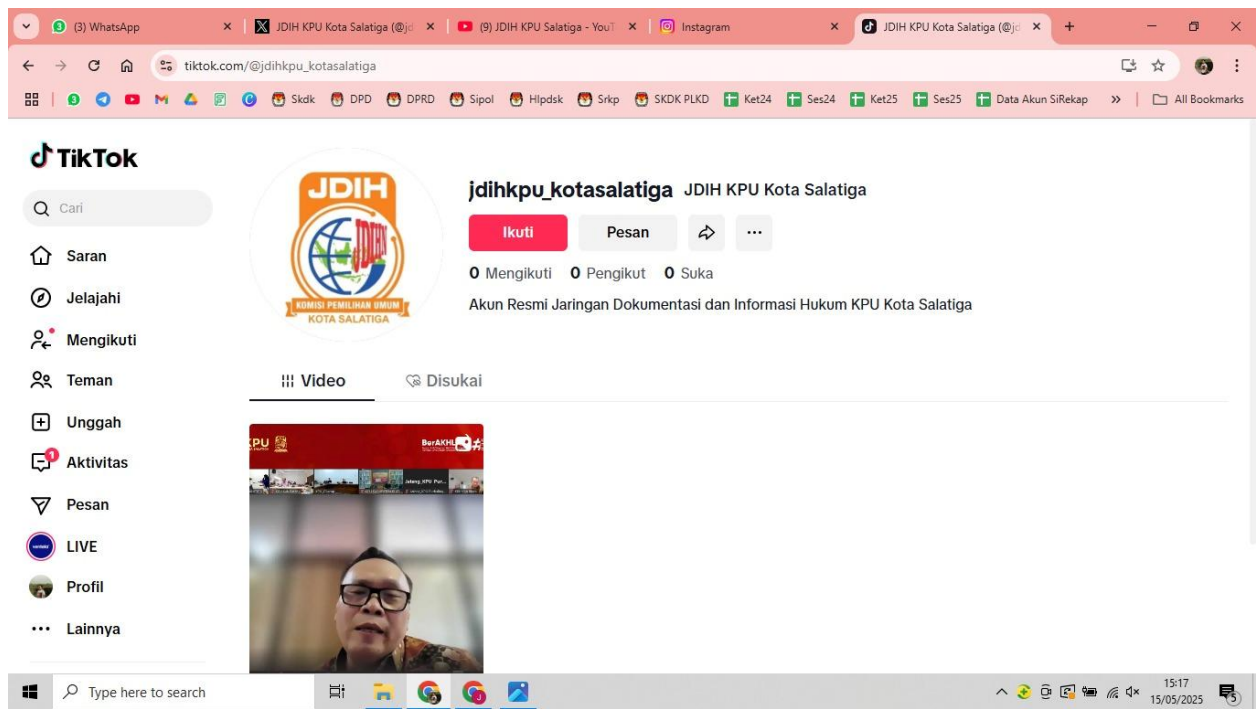 (3) WhatsApp
JDIH KPU Kota Salatiga (@jd
(9) JDIH KPU Salatiga - YouT
Instagram
JDIH KPU Kota Salatiga (@jd
tiktok.com/@jdihkpu_kotasalatiga
Skdk DPD DPRD Sipol Hlpdsk Srkp SKDK PLKD Ket24 Ses24 Ket25 Ses25 Data Akun SiRekap » All Bookmarks
TikTok
Cari
Saran
Jelajahi
Mengikuti
Teman
Unggah
Aktivitas
1
Pesan
LIVE
Profil
Lainnya
JDIH
JDIHN
KOMISI PEMILIHAN UMUM
KOTA SALATIGA
jdihkpu_kotasalatiga JDIH KPU Kota Salatiga
Ikuti Pesan
0 Mengikuti 0 Pengikut 0 Suka
Akun Resmi Jaringan Dokumentasi dan Informasi Hukum KPU Kota Salatiga
Video Disukai
KPU
BerAKHL
#
Type here to search
15:17
15/05/2025
5